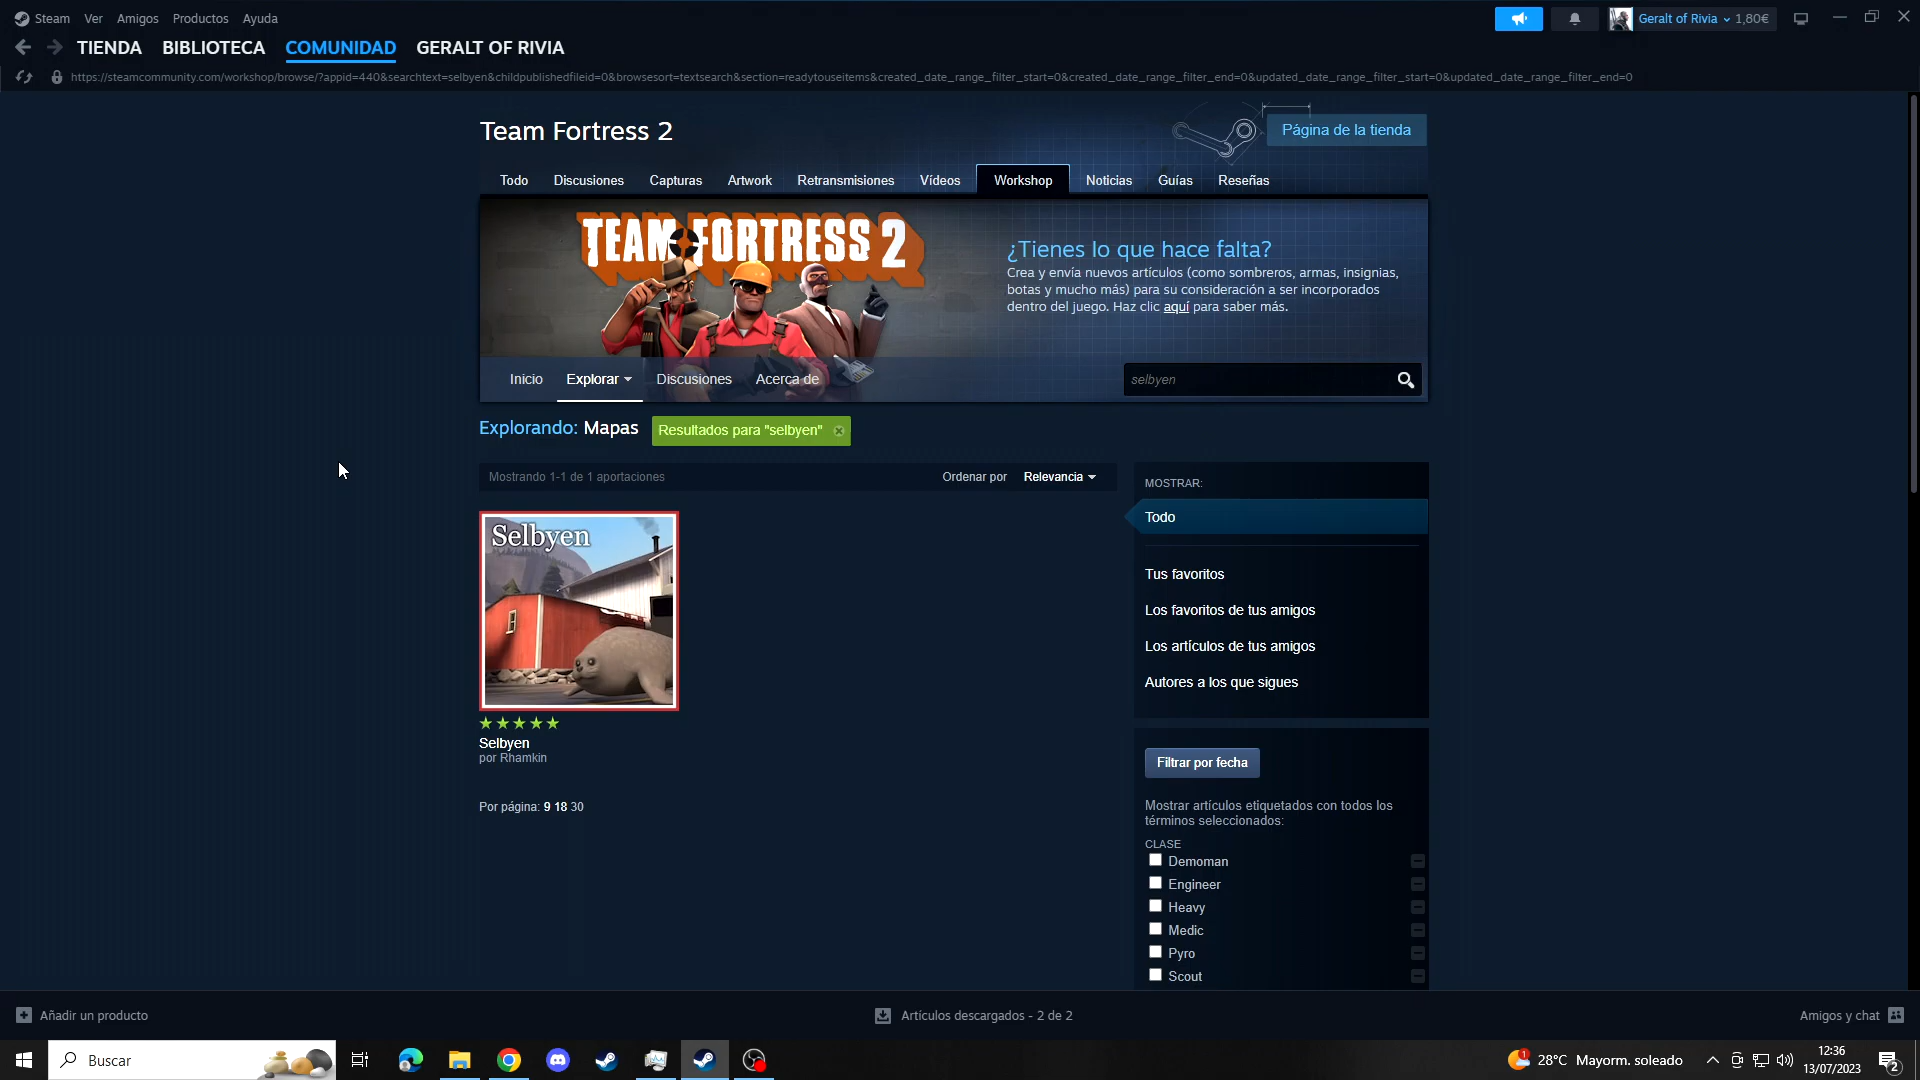 Steam Ver Amigos Productos Ayuda
Geralt of Rivia 1,80€
TIENDA BIBLIOTECA COMUNIDAD GERALT OF RIVIA
https://steamcommunity.com/workshop/browse/?appid=440&searchtext=selbyen&childpublishedfileid=0&browsesort=textsearch&section=readytouseitems&created_date_range_filter_start=0&created_date_range_filter_end=0&updated_date_range_filter_start=0&updated_date_range_filter_end=0
Team Fortress 2
Página de la tienda
Todo Discusiones Capturas Artwork Retransmisiones Vídeos Workshop Noticias Guías Reseñas
TEAM FORTRESS 2
¿Tienes lo que hace falta?
Crea y envía nuevos artículos (como sombreros, armas, insignias,
botas y mucho más) para su consideración a ser incorporados
dentro del juego. Haz clic aquí para saber más.
Inicio Explorar Discusiones Acerca de
selbyen
Explorando: Mapas
Resultados para "selbyen"
Mostrando 1-1 de 1 aportaciones
Ordenar por Relevancia
Selbyen
Selbyen
por Rhamkin
Por página: 9 18 30
MOSTRAR:
Todo
Tus favoritos
Los favoritos de tus amigos
Los artículos de tus amigos
Autores a los que sigues
Filtrar por fecha
Mostrar artículos etiquetados con todos los
términos seleccionados:
CLASE
Demoman
Engineer
Heavy
Medic
Pyro
Scout
Añadir un producto
Artículos descargados - 2 de 2
Amigos y chat
Buscar
1
28°C Mayorm. soleado
12:36
13/07/2023
2